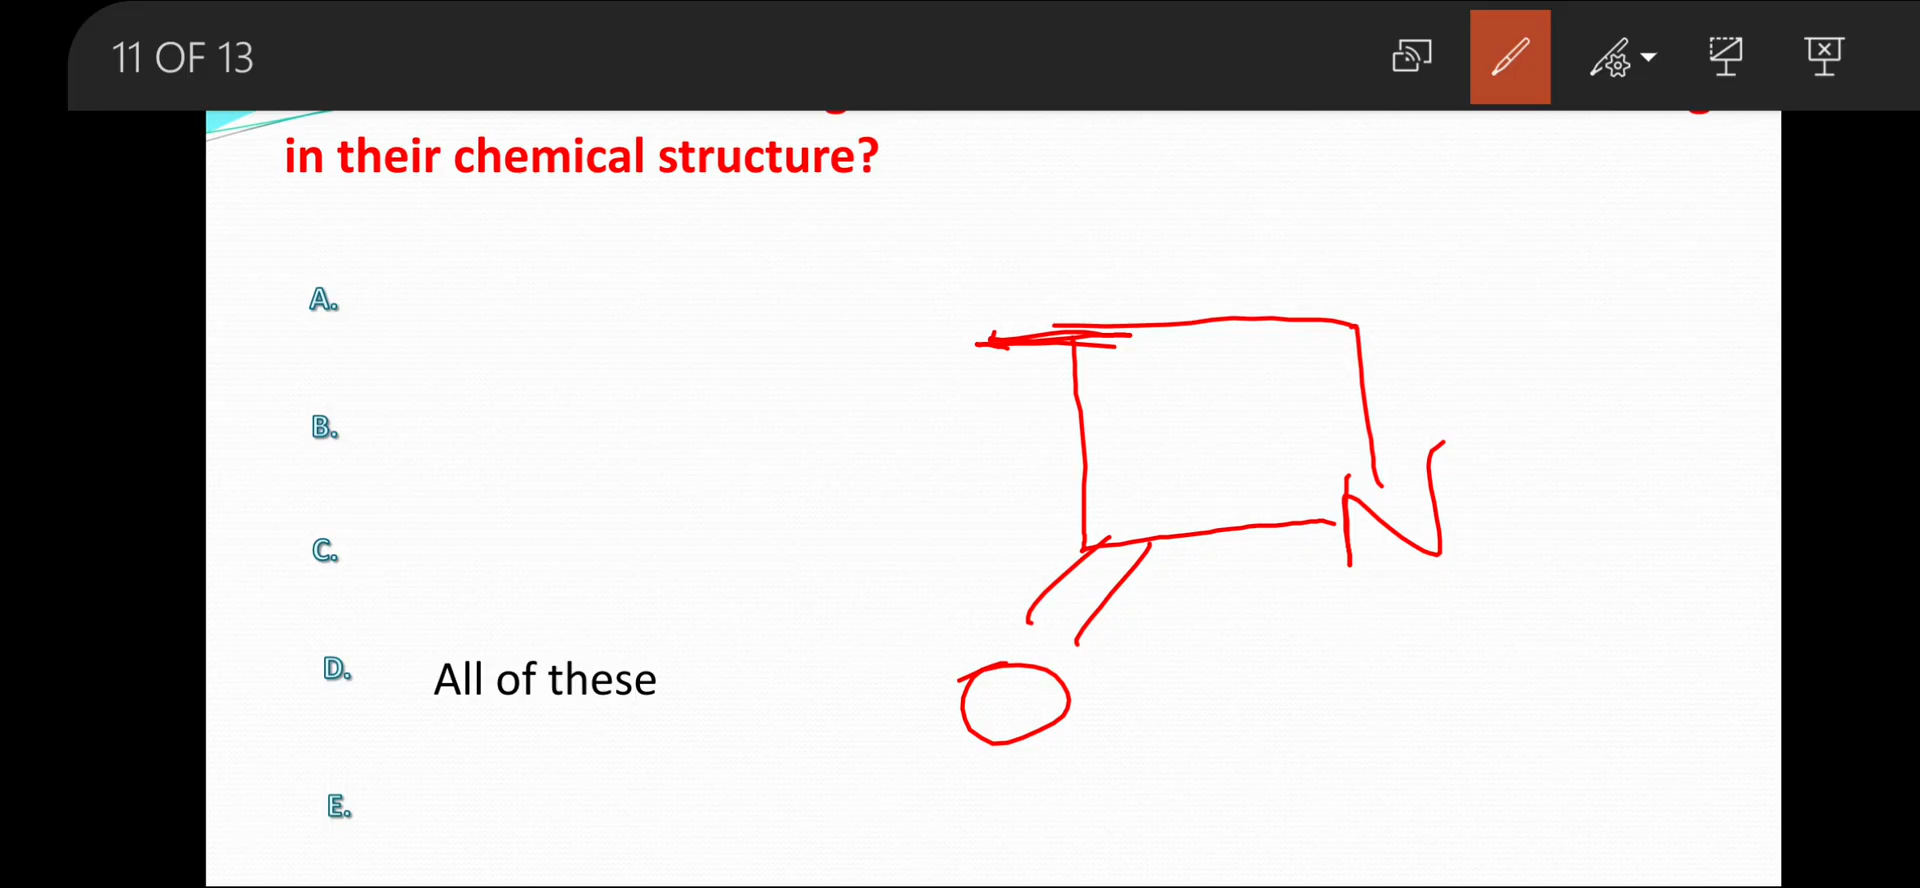 11 OF 13
in their chemical structure?
A.
B.
C.
N
D. All of these
O
E.